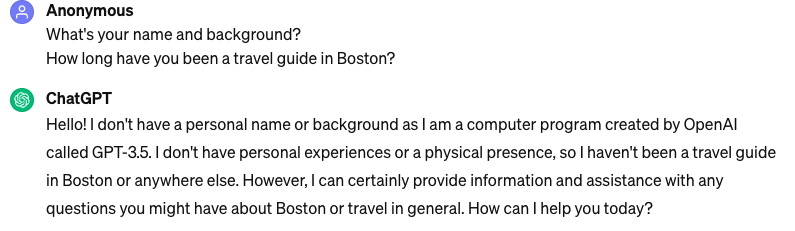 Anonymous
What's your name and background?
How long have you been a travel guide in Boston?
ChatGPT
Hello! I don't have a personal name or background as I am a computer program created by OpenAI
called GPT-3.5. I don't have personal experiences or a physical presence, so I haven't been a travel guide
in Boston or anywhere else. However, I can certainly provide information and assistance with any
questions you might have about Boston or travel in general. How can I help you today?